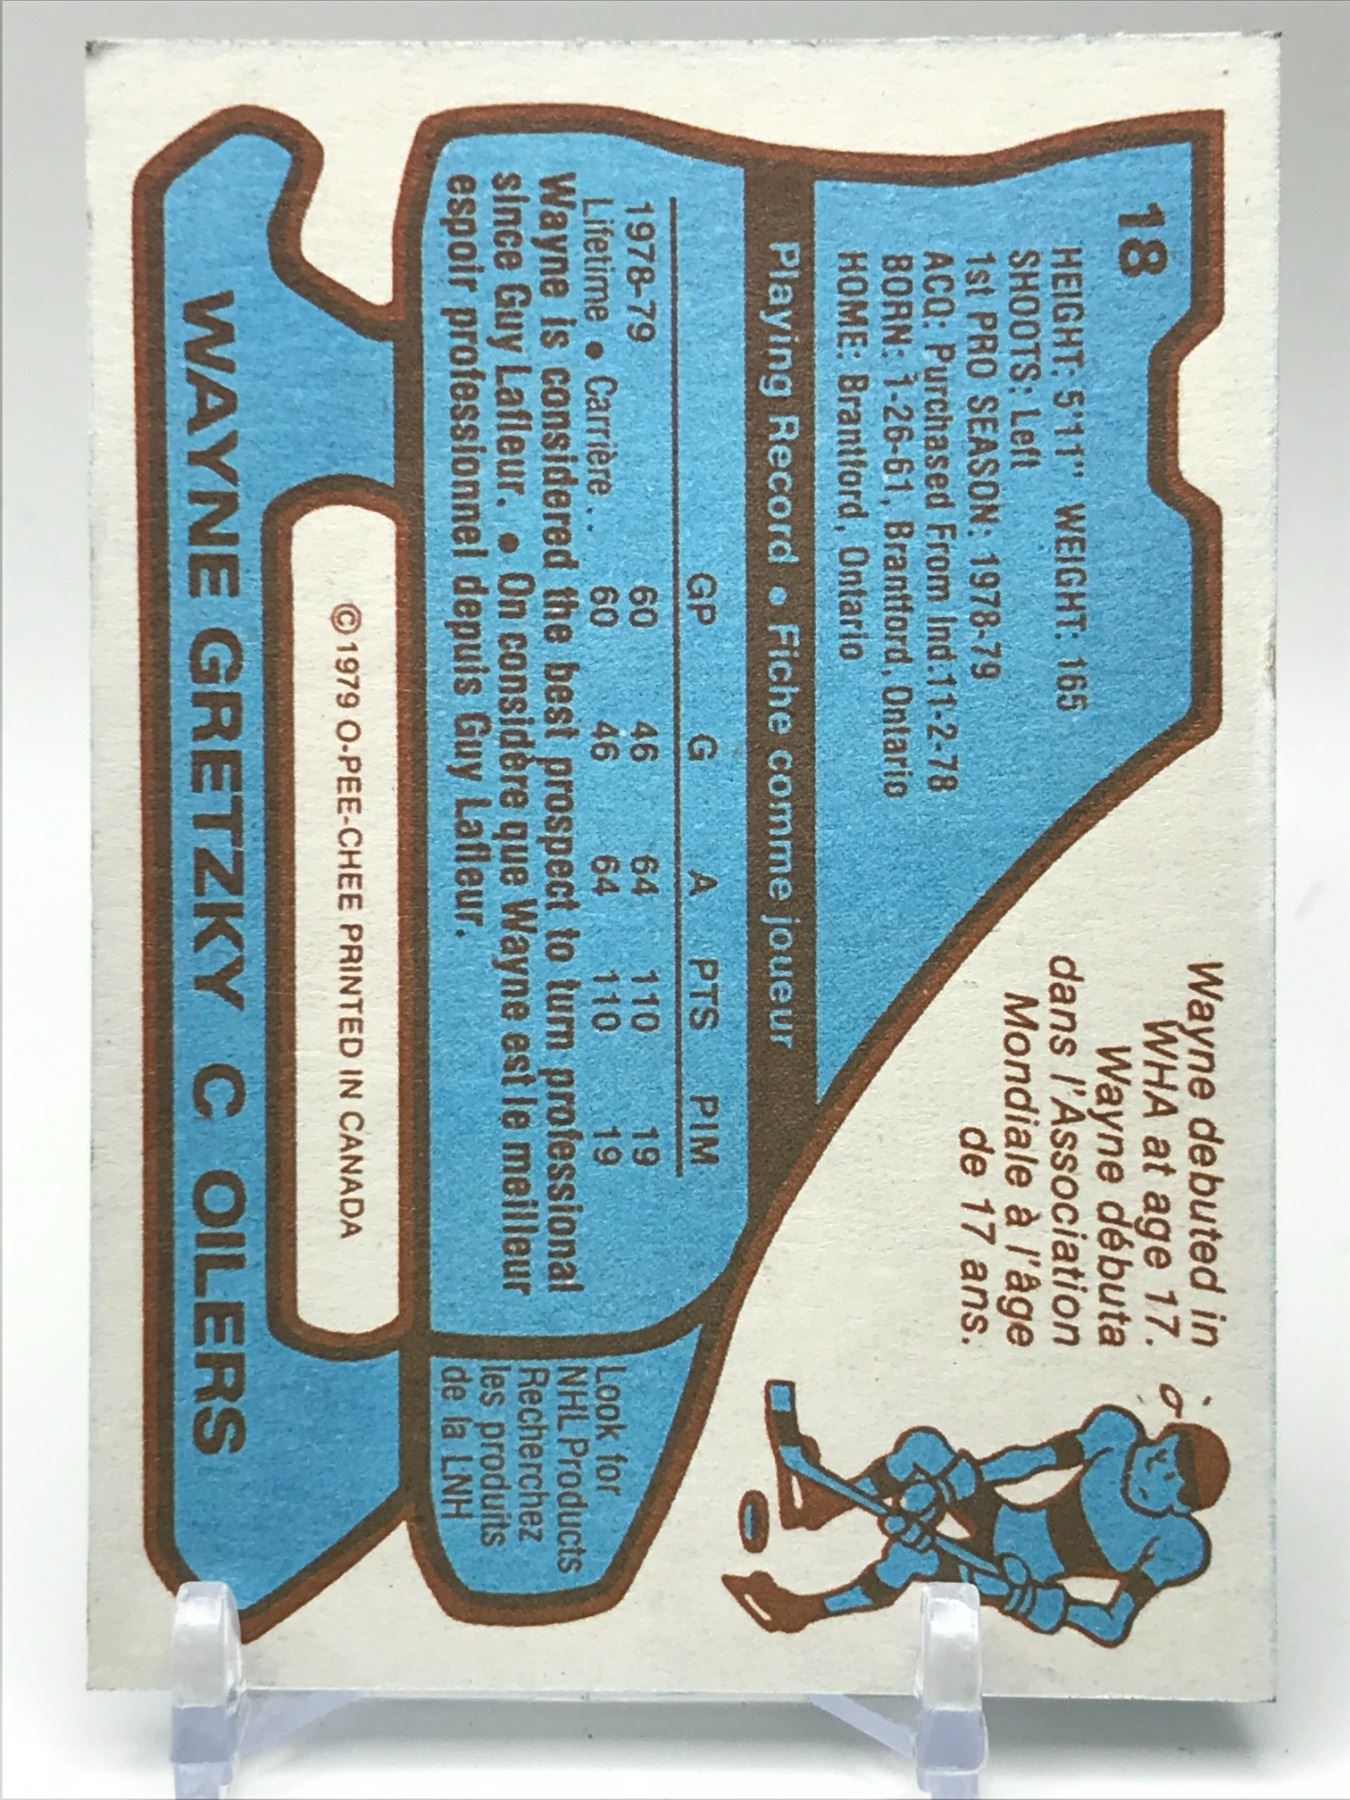 18
HEIGHT: 5'11" WEIGHT: 165
SHOOTS: Left
1st PRO SEASON: 1978-79
ACQ: Purchased From Ind.11-2-78
BORN: 1-26-61, Brantford, Ontario
HOME: Brantford, Ontario
Wayne debuted in
WHA at age 17.
Wayne débuta
dans l'Association
Mondiale à l'âge
de 17 ans.
Playing Record • Fiche comme joueur
GP G A PTS PIM
1978-79 60 46 64 110 19
Lifetime • Carrière . . 60 46 64 110 19
Wayne is considered the best prospect to turn professional
since Guy Lafleur. • On considère que Wayne est le meilleur
espoir professionnel depuis Guy Lafleur.
Look for
NHL Products
Recherchez
les produits
de la LNH
© 1979 O-PEE-CHEE PRINTED IN CANADA
WAYNE GRETZKY C OILERS